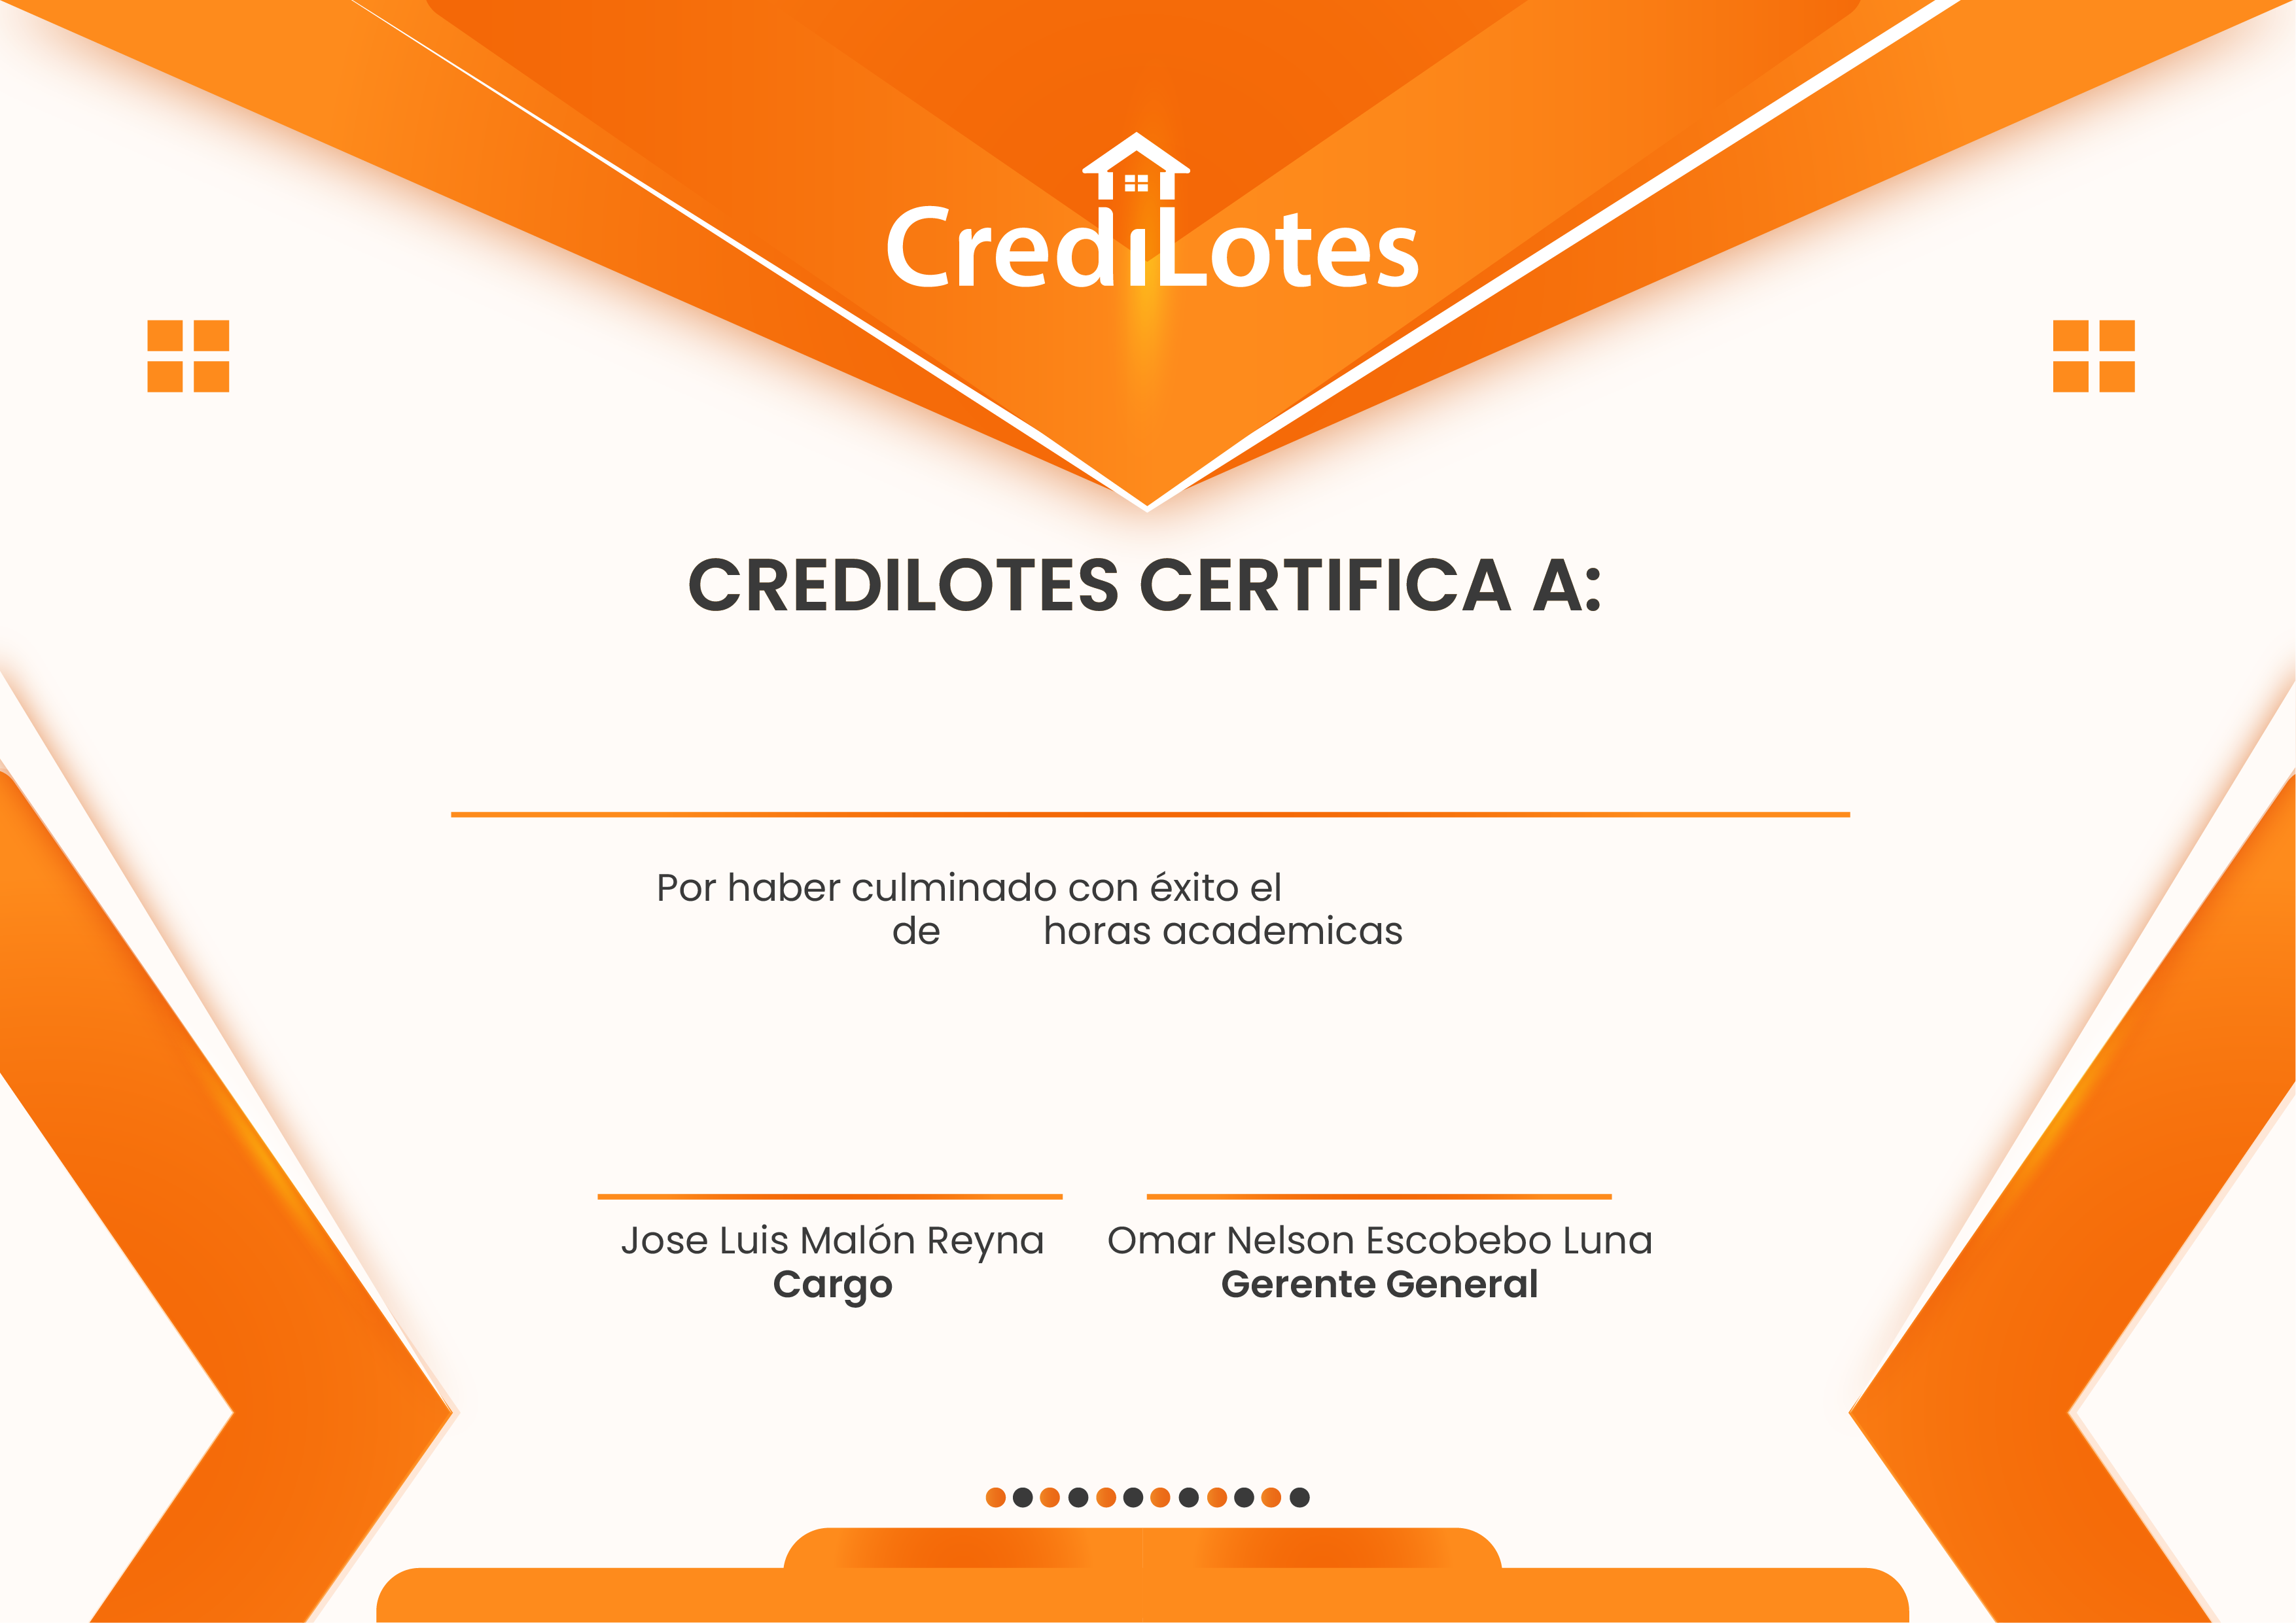 CrediLotes
CREDILOTES CERTIFICA A:
Por haber culminado con éxito el
de horas academicas
Jose Luis Malón Reyna
Cargo
Omar Nelson Escobebo Luna
Gerente General